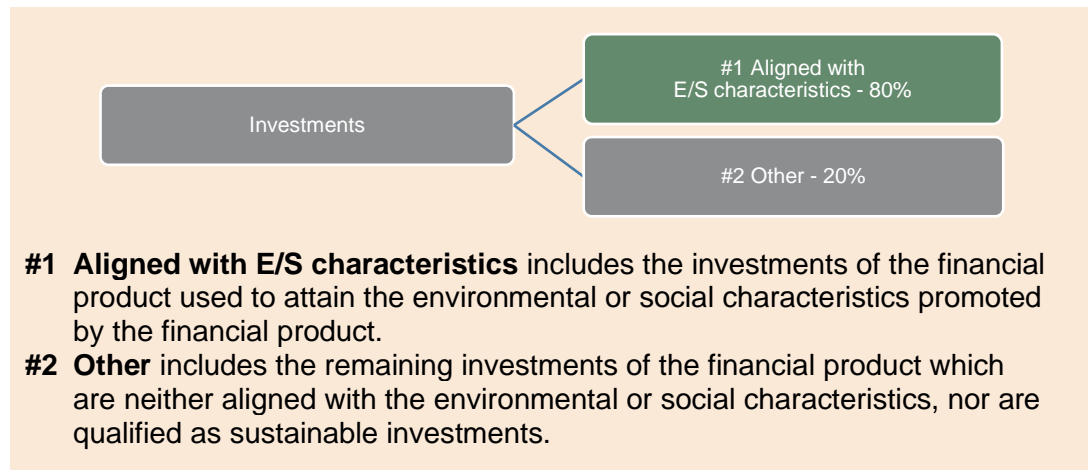 #1 Aligned with
E/S characteristics - 80%
Investments
#2 Other - 20%
#1 Aligned with E/S characteristics includes the investments of the financial
product used to attain the environmental or social characteristics promoted
by the financial product.
#2 Other includes the remaining investments of the financial product which
are neither aligned with the environmental or social characteristics, nor are
qualified as sustainable investments.